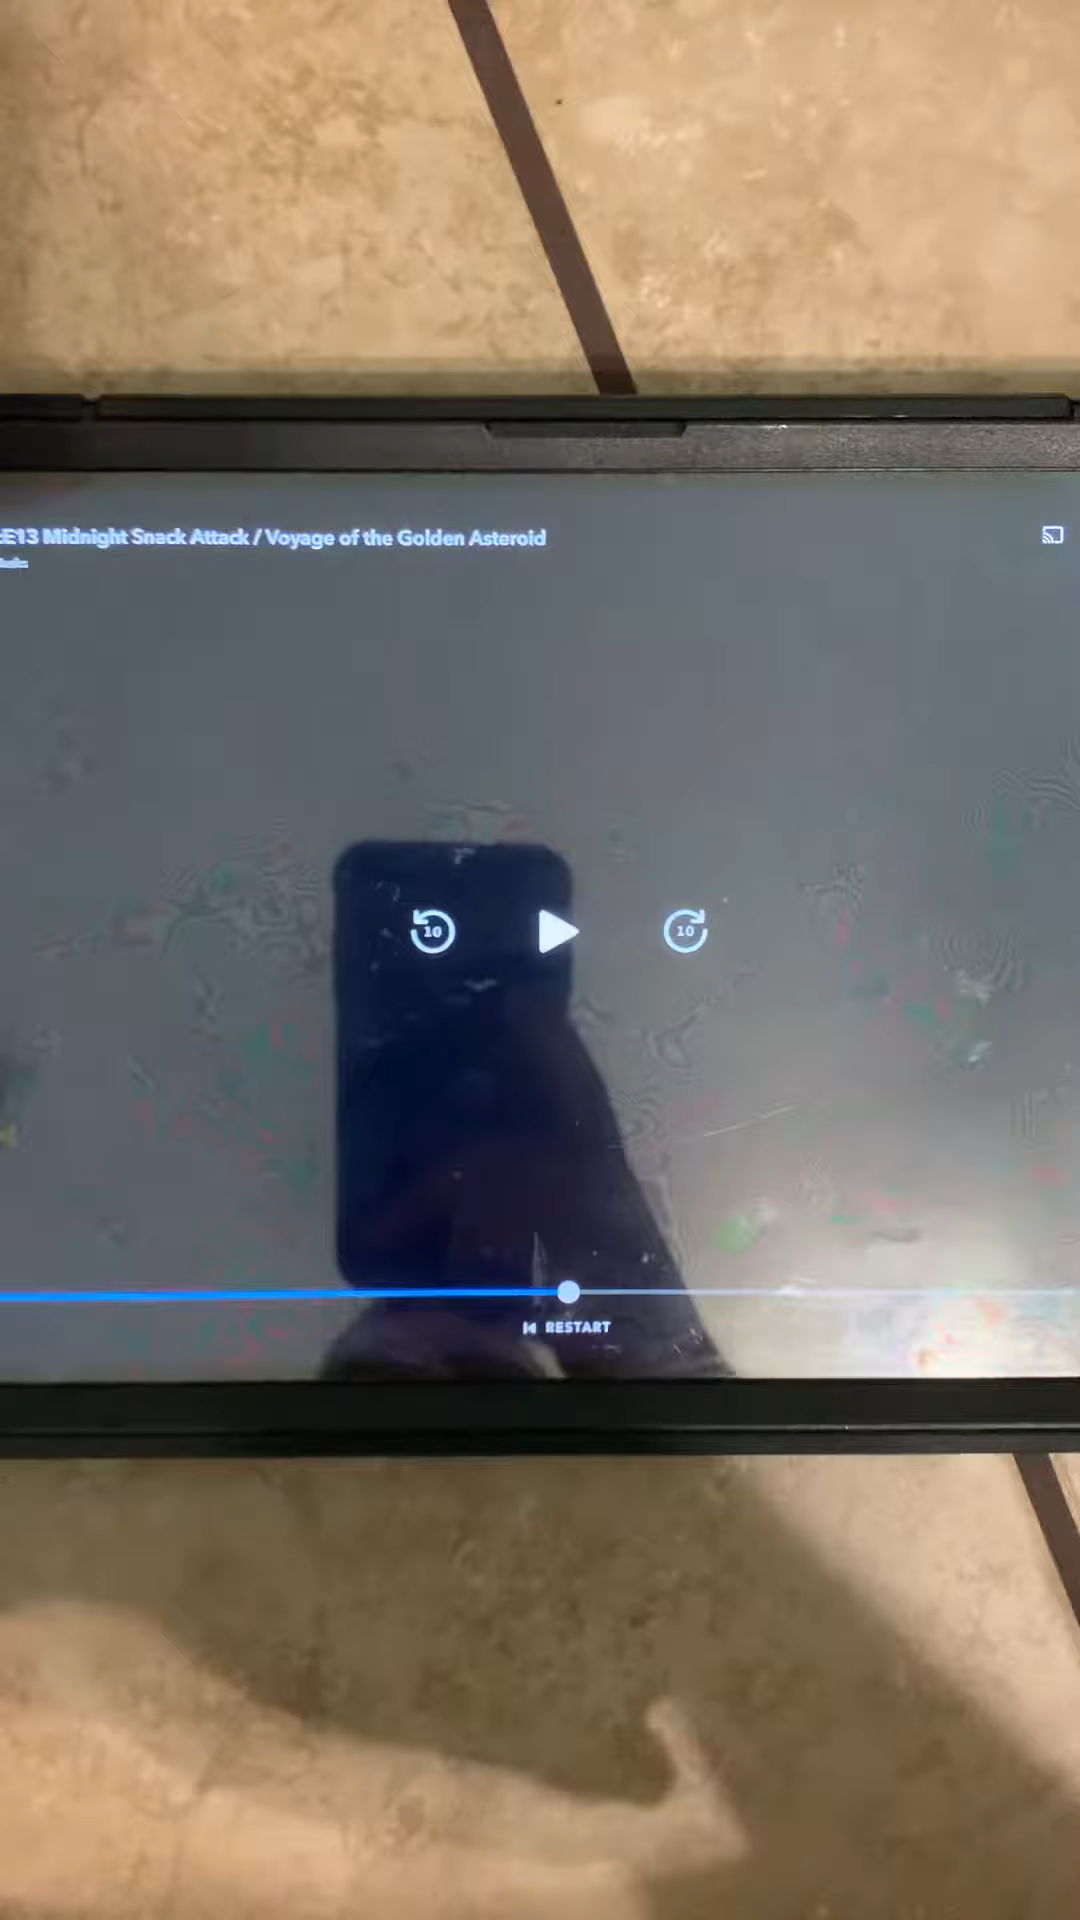 :E13 Midnight Snack Attack / Voyage of the Golden Asteroid
10
10
RESTART